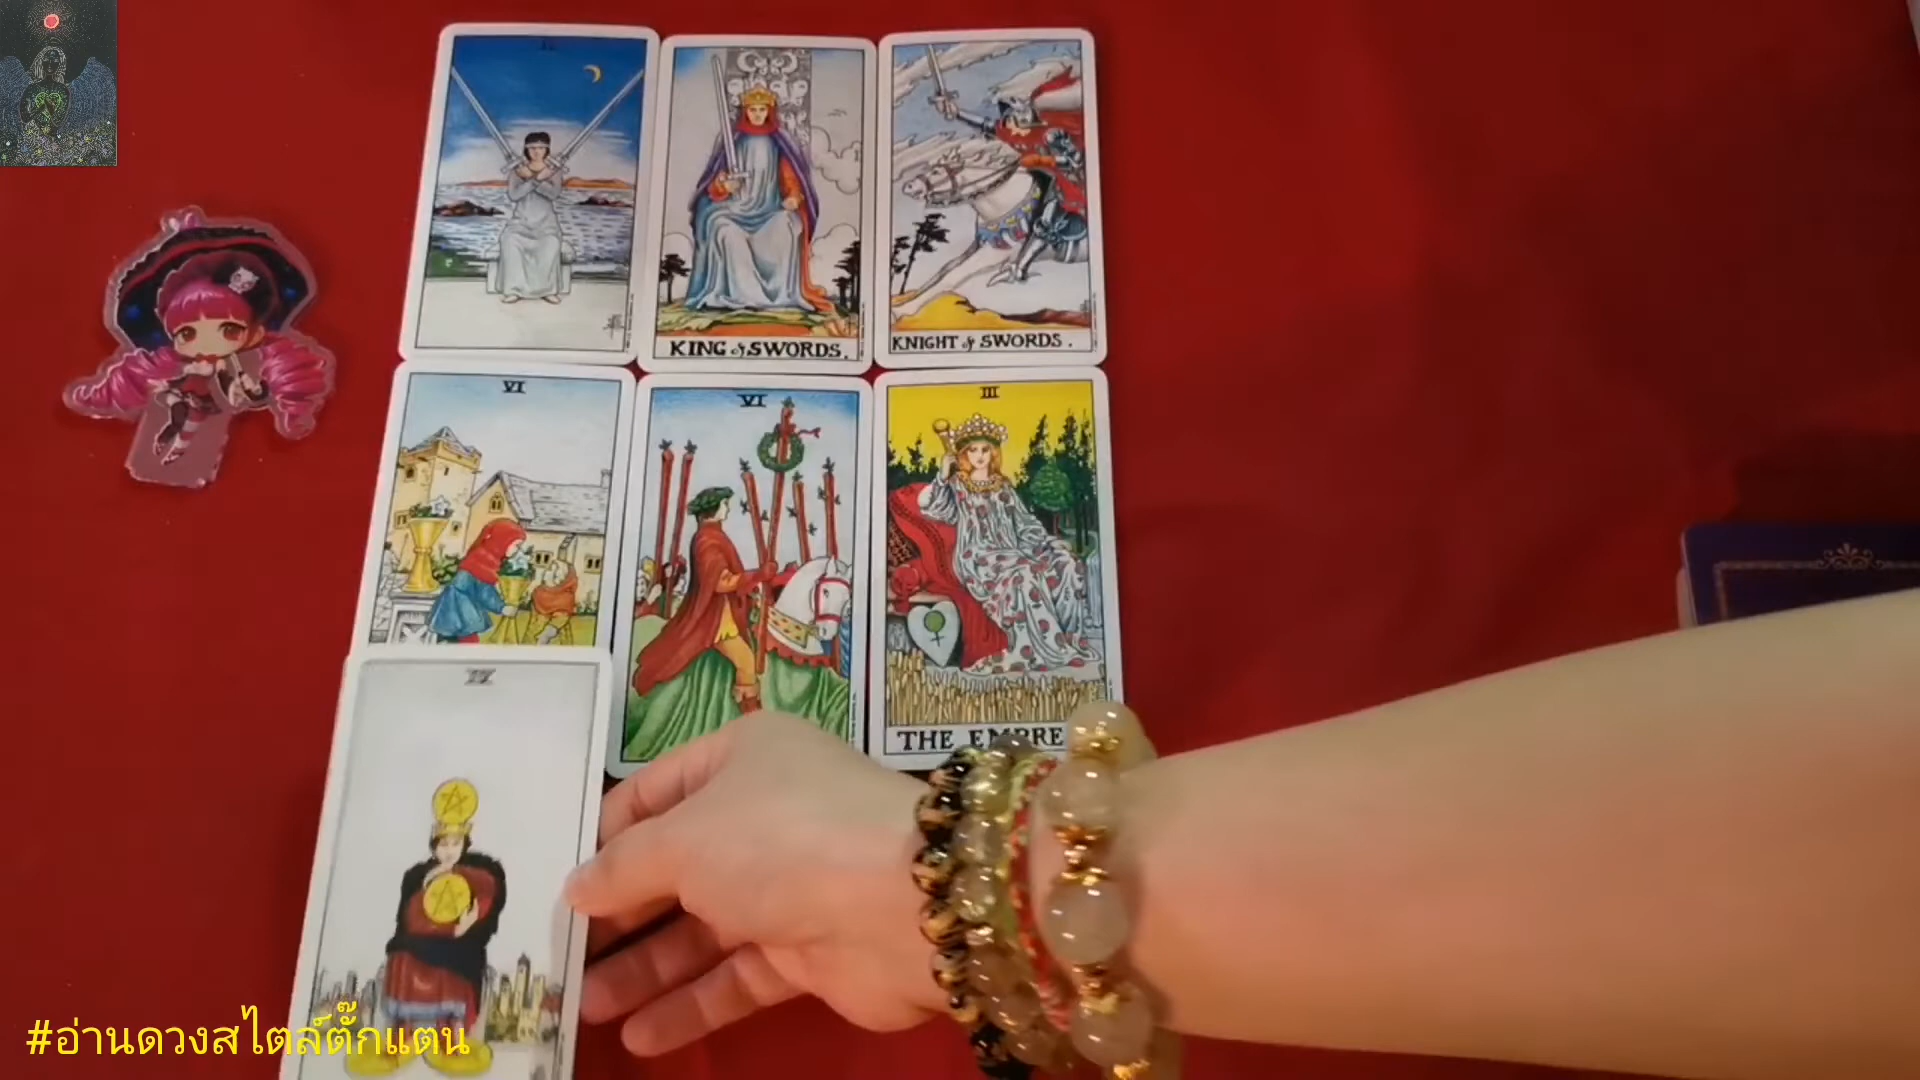 KING of SWORDS.
KNIGHT of SWORDS.
VI
VI
III
THE EMPRE
#อ่านดวงสไตล์ตั๊กแตน